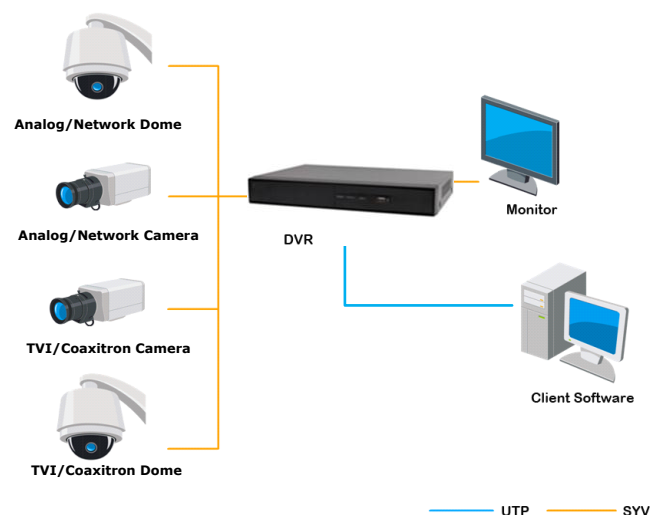 Analog/Network Dome
Analog/Network Camera
Monitor
DVR
TVI/Coaxitron Camera
Client Software
TVI/Coaxitron Dome
UTP
SYV